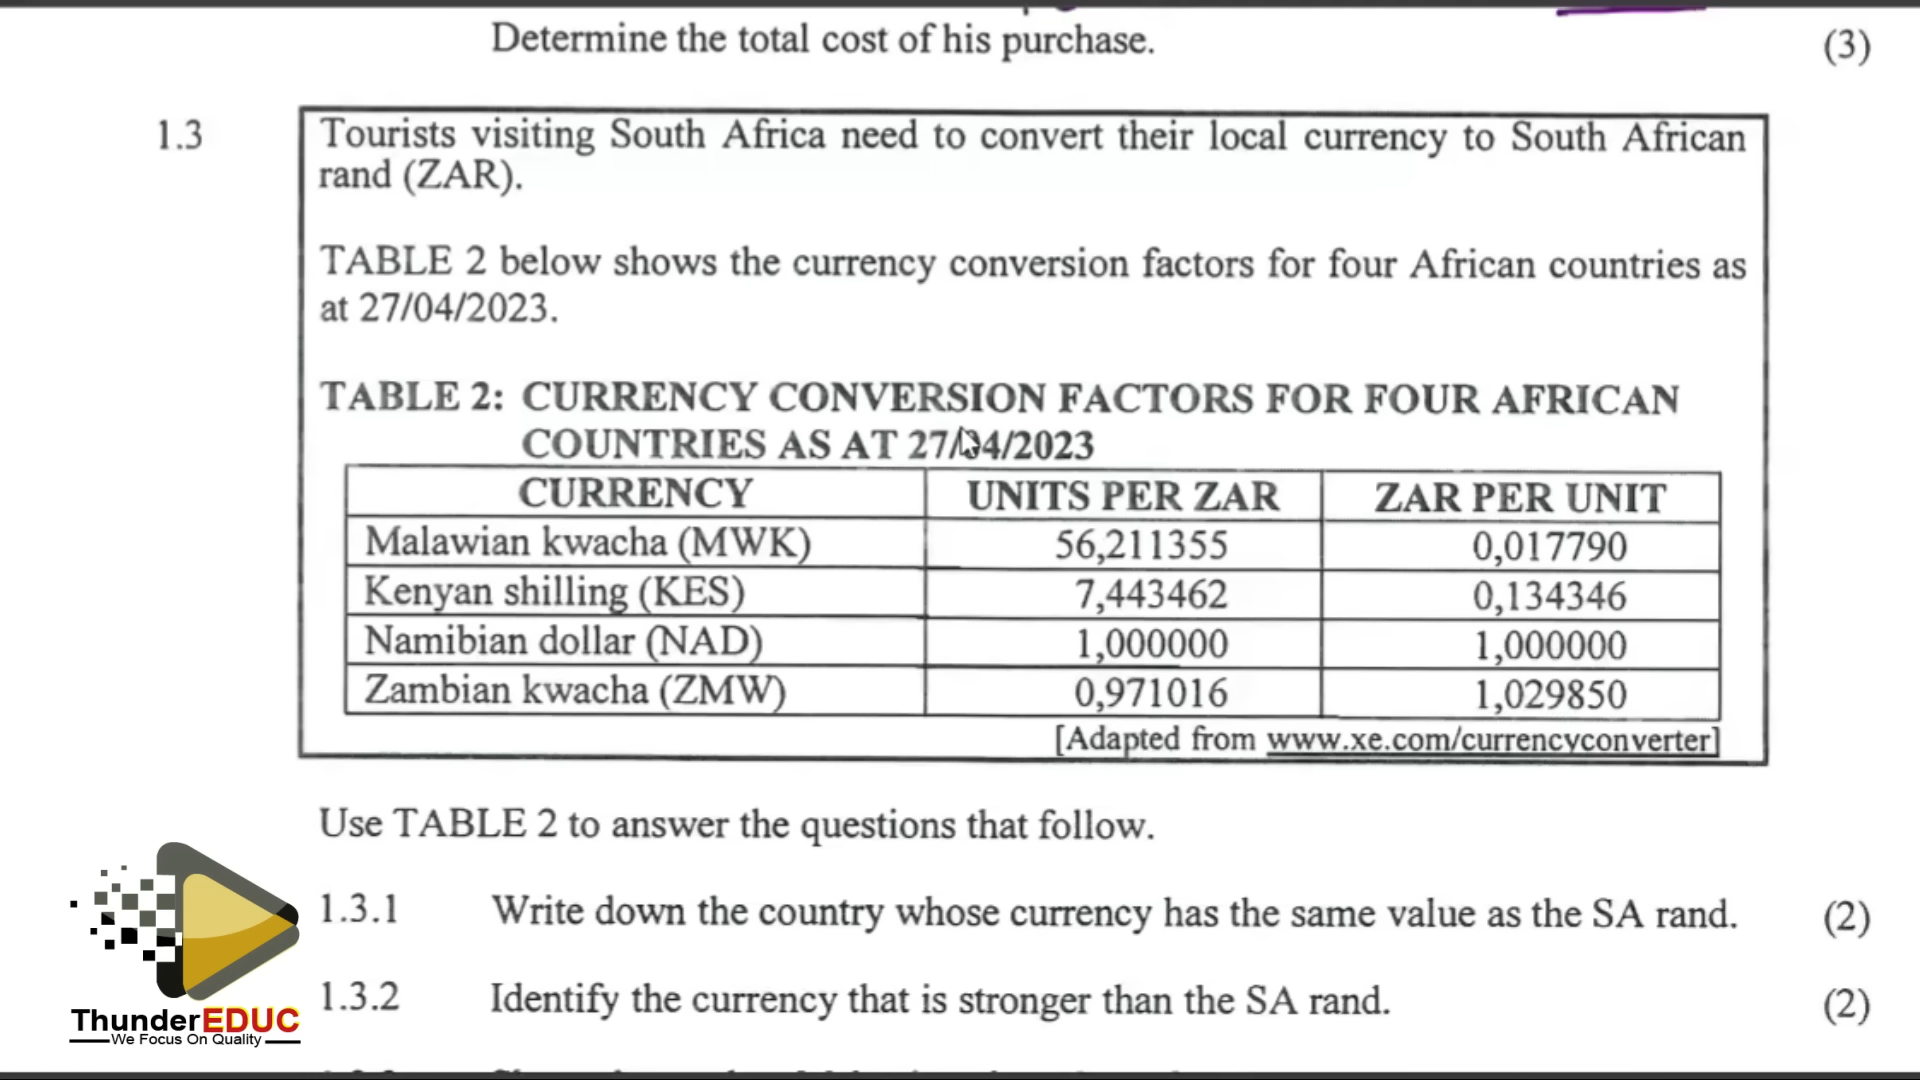 Determine the total cost of his purchase. (3)
1.3 Tourists visiting South Africa need to convert their local currency to South African
rand (ZAR).
TABLE 2 below shows the currency conversion factors for four African countries as
at 27/04/2023.
TABLE 2: CURRENCY CONVERSION FACTORS FOR FOUR AFRICAN
COUNTRIES AS AT 27/04/2023
CURRENCY UNITS PER ZAR ZAR PER UNIT
Malawian kwacha (MWK) 56,211355 0,017790
Kenyan shilling (KES) 7,443462 0,134346
Namibian dollar (NAD) 1,000000 1,000000
Zambian kwacha (ZMW) 0,971016 1,029850
[Adapted from www.xe.com/currencyconverter]
Use TABLE 2 to answer the questions that follow.
1.3.1 Write down the country whose currency has the same value as the SA rand. (2)
1.3.2 Identify the currency that is stronger than the SA rand. (2)
ThunderEDUC
We Focus On Quality